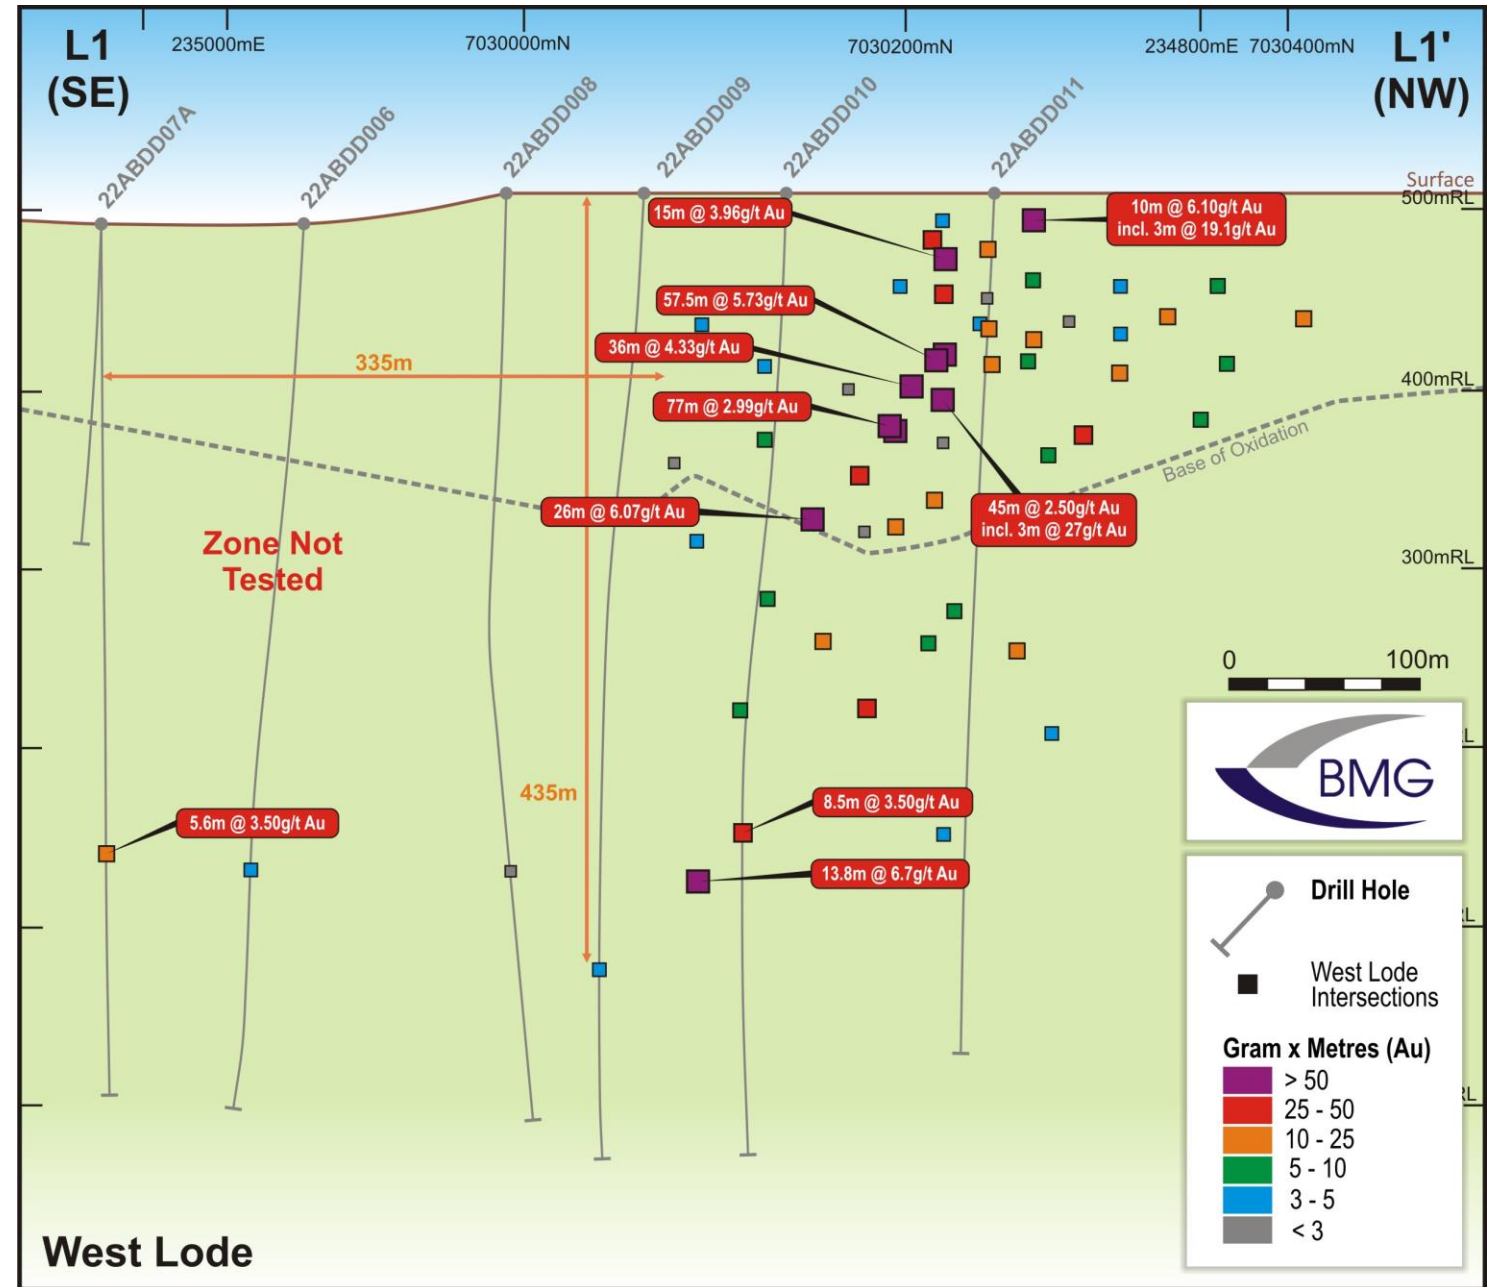 L1
(SE)
235000mE
7030000mN
7030200mN
234800mE
7030400mN
L1'
(NW)
22ABDD07A
22ABDD006
22ABDD008
22ABDD009
22ABDD010
22ABDD011
Surface
500mRL
15m @ 3.96g/t Au
10m @ 6.10g/t Au
incl. 3m @ 19.1g/t Au
57.5m @ 5.73g/t Au
36m @ 4.33g/t Au
335m
400mRL
77m @ 2.99g/t Au
Base of Oxidation
26m @ 6.07g/t Au
45m @ 2.50g/t Au
incl. 3m @ 27g/t Au
Zone Not
Tested
300mRL
0
100m
BMG
435m
8.5m @ 3.50g/t Au
5.6m @ 3.50g/t Au
13.8m @ 6.7g/t Au
Drill Hole
West Lode
Intersections
Gram x Metres (Au)
> 50
25 - 50
10 - 25
5 - 10
3 - 5
< 3
West Lode